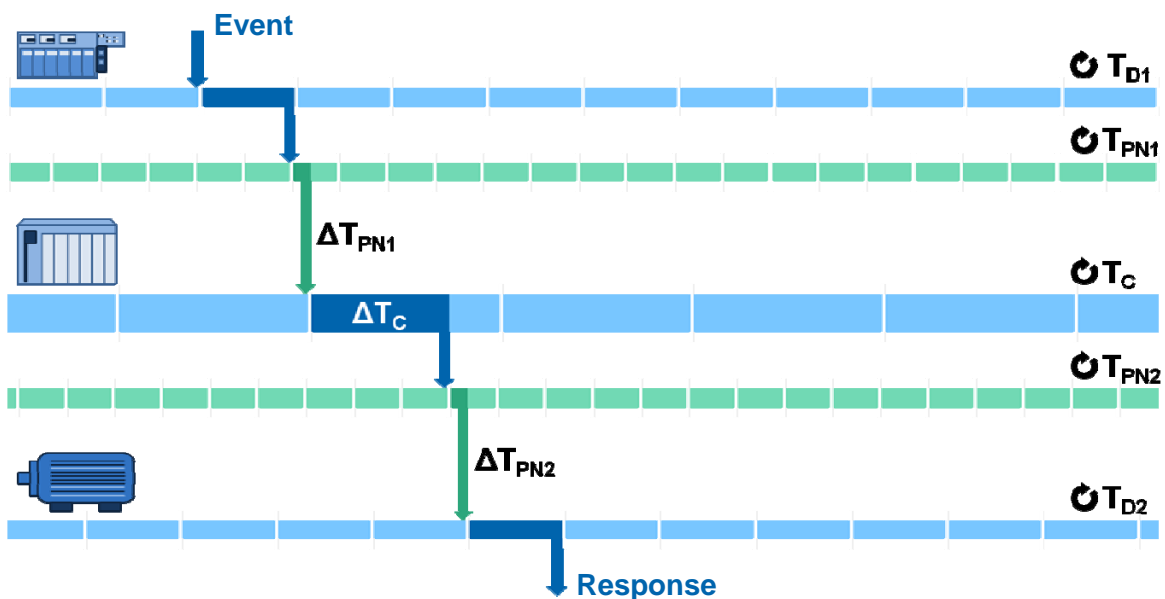 Event
↻ T_D1
↻ T_PN1
ΔT_PN1
↻ T_C
ΔT_C
↻ T_PN2
ΔT_PN2
↻ T_D2
Response